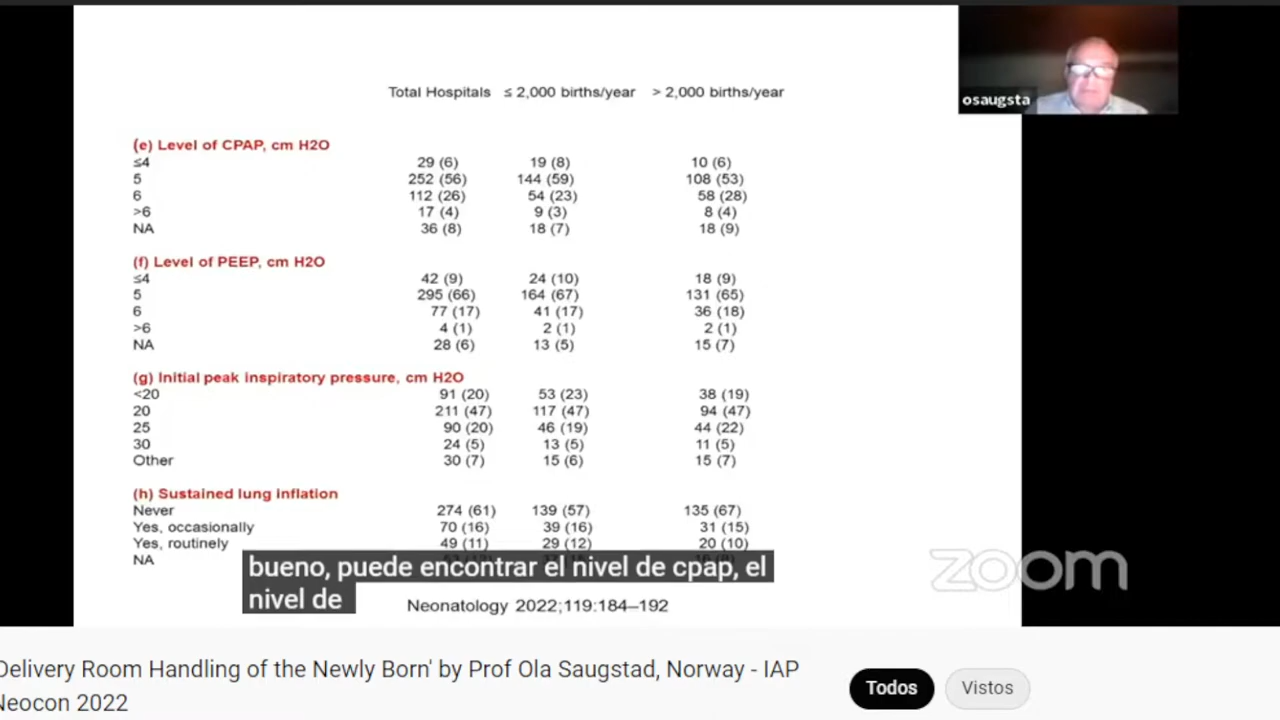 Total Hospitals ≤ 2,000 births/year > 2,000 births/year
osaugsta
(e) Level of CPAP, cm H2O
≤4 29 (6) 19 (8) 10 (6)
5 252 (56) 144 (59) 108 (53)
6 112 (26) 54 (23) 58 (28)
>6 17 (4) 9 (3) 8 (4)
NA 36 (8) 18 (7) 18 (9)
(f) Level of PEEP, cm H2O
≤4 42 (9) 24 (10) 18 (9)
5 295 (66) 164 (67) 131 (65)
6 77 (17) 41 (17) 36 (18)
>6 4 (1) 2 (1) 2 (1)
NA 28 (6) 13 (5) 15 (7)
(g) Initial peak inspiratory pressure, cm H2O
<20 91 (20) 53 (23) 38 (19)
20 211 (47) 117 (47) 94 (47)
25 90 (20) 46 (19) 44 (22)
30 24 (5) 13 (5) 11 (5)
Other 30 (7) 15 (6) 15 (7)
(h) Sustained lung inflation
Never 274 (61) 139 (57) 135 (67)
Yes, occasionally 70 (16) 39 (16) 31 (15)
Yes, routinely 49 (11) 29 (12) 20 (10)
NA
bueno, puede encontrar el nivel de cpap, el
nivel de
zoom
Neonatology 2022;119:184–192
Delivery Room Handling of the Newly Born' by Prof Ola Saugstad, Norway - IAP
Neocon 2022
Todos Vistos